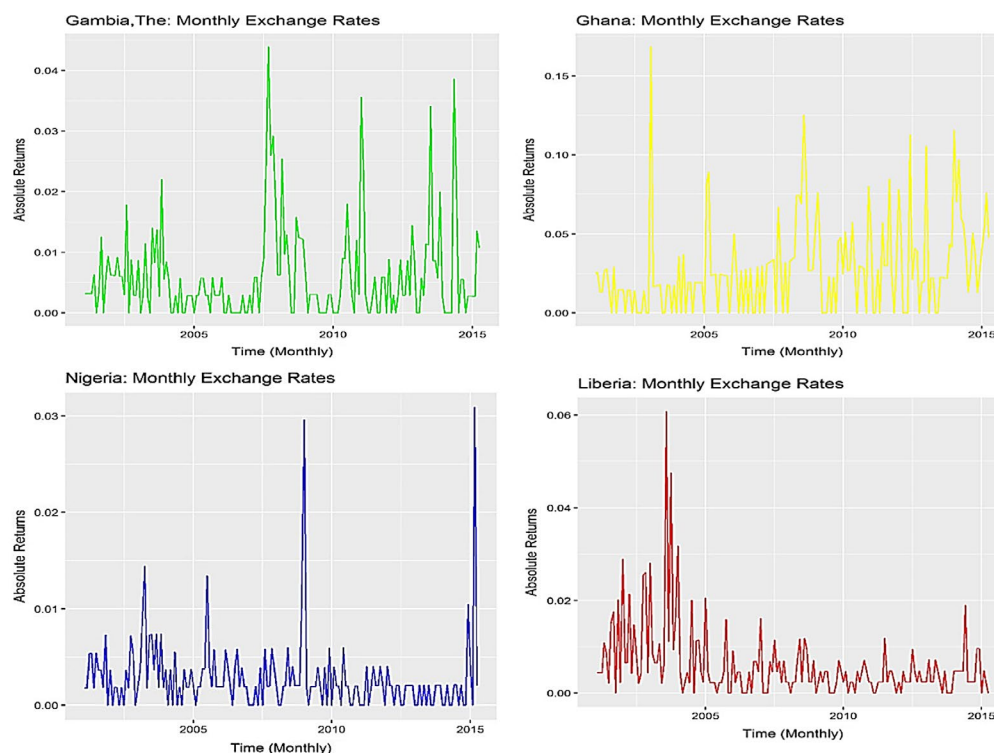 Gambia,The: Monthly Exchange Rates
Absolute Returns
0.04
0.03
0.02
0.01
0.00
2005
2010
2015
Time (Monthly)
Ghana: Monthly Exchange Rates
Absolute Returns
0.15
0.10
0.05
0.00
2005
2010
2015
Time (Monthly)
Nigeria: Monthly Exchange Rates
Absolute Returns
0.03
0.02
0.01
0.00
2005
2010
2015
Time (Monthly)
Liberia: Monthly Exchange Rates
Absolute Returns
0.06
0.04
0.02
0.00
2005
2010
2015
Time (Monthly)